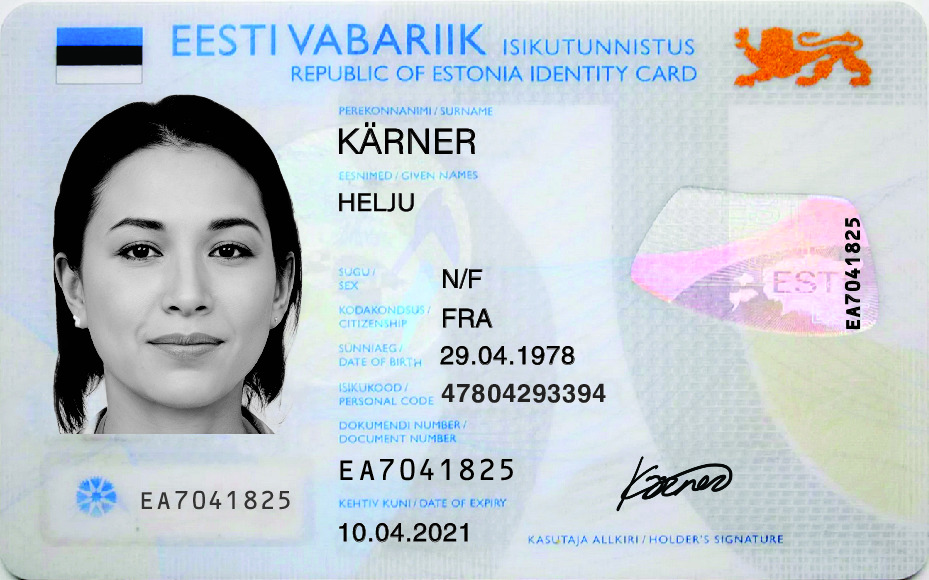 EESTI VABARIIK ISIKUTUNNISTUS
REPUBLIC OF ESTONIA IDENTITY CARD
PEREKONNANIMI / SURNAME
KÄRNER
EESNIMED / GIVEN NAMES
HELJU
SUGU /
SEX
N/F
KODAKONDSUS /
CITIZENSHIP
FRA
SÜNNIAEG /
DATE OF BIRTH
29.04.1978
ISIKUKOOD /
PERSONAL CODE
47804293394
DOKUMENDI NUMBER /
DOCUMENT NUMBER
EA7041825
KEHTIV KUNI / DATE OF EXPIRY
10.04.2021
EA7041825
EST
EA7041825
Kärner
KASUTAJA ALLKIRI / HOLDER'S SIGNATURE